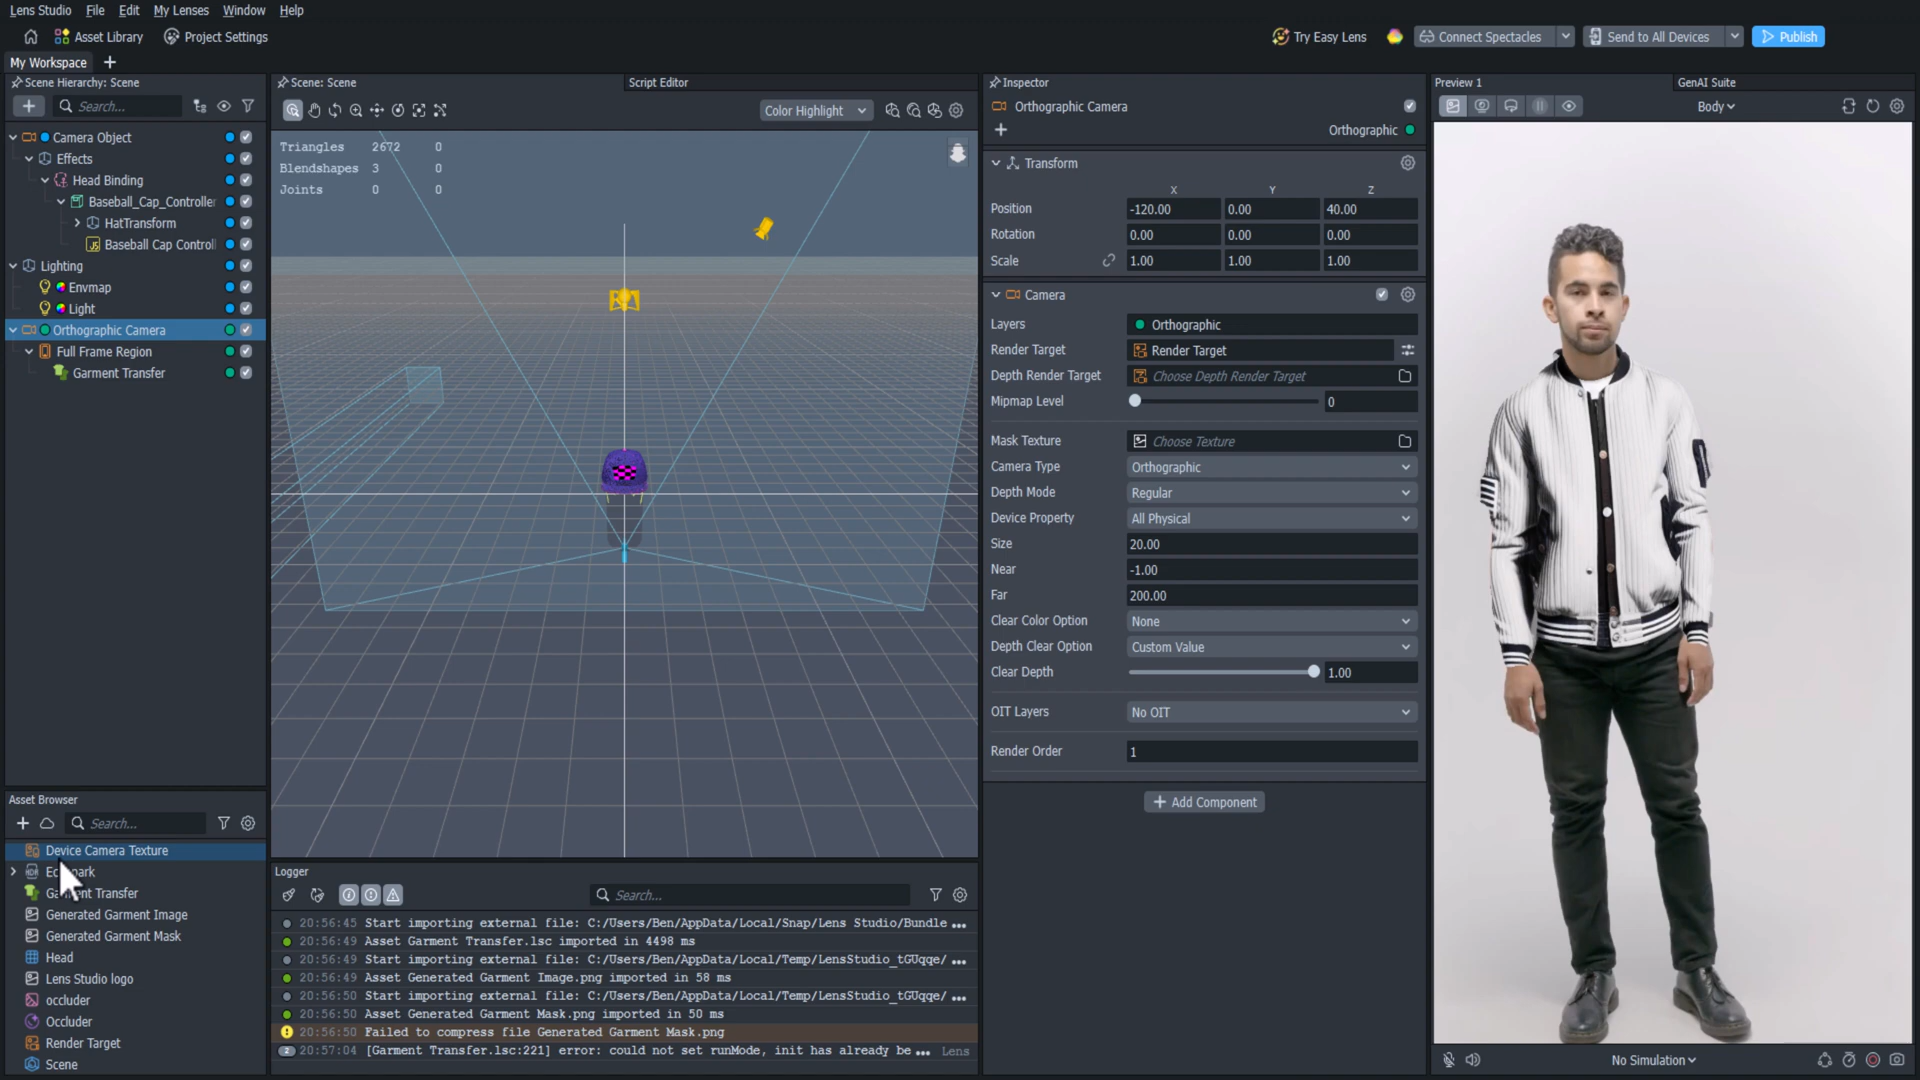 Lens Studio File Edit My Lenses Window Help
Asset Library Project Settings Try Easy Lens Connect Spectacles Send to All Devices Publish
My Workspace +
Scene Hierarchy: Scene
Search...
Camera Object
Effects
Head Binding
Baseball_Cap_Controller
HatTransform
Baseball Cap Control
Lighting
Envmap
Light
Orthographic Camera
Full Frame Region
Garment Transfer
Asset Browser
Search...
Device Camera Texture
Garment Transfer
Generated Garment Image
Generated Garment Mask
Head
Lens Studio logo
occluder
Occluder
Render Target
Scene
Scene: Scene Script Editor
Color Highlight
Triangles 2672 0
Blendshapes 3 0
Joints 0 0
Logger
Search...
20:56:45 Start importing external file: C:/Users/Ben/AppData/Local/Snap/Lens Studio/Bundle ...
20:56:49 Asset Garment Transfer.lsc imported in 4498 ms
20:56:49 Start importing external file: C:/Users/Ben/AppData/Local/Temp/LensStudio_tGUqqe/ ...
20:56:49 Asset Generated Garment Image.png imported in 58 ms
20:56:50 Start importing external file: C:/Users/Ben/AppData/Local/Temp/LensStudio_tGUqqe/ ...
20:56:50 Asset Generated Garment Mask.png imported in 50 ms
20:56:50 Failed to compress file Generated Garment Mask.png
2 20:57:04 [Garment Transfer.lsc:221] error: could not set runMode, init has already be ... Lens
Inspector
Orthographic Camera
+ Orthographic
Transform
X Y Z
Position -120.00 0.00 40.00
Rotation 0.00 0.00 0.00
Scale 1.00 1.00 1.00
Camera
Layers Orthographic
Render Target Render Target
Depth Render Target Choose Depth Render Target
Mipmap Level 0
Mask Texture Choose Texture
Camera Type Orthographic
Depth Mode Regular
Device Property All Physical
Size 20.00
Near -1.00
Far 200.00
Clear Color Option None
Depth Clear Option Custom Value
Clear Depth 1.00
OIT Layers No OIT
Render Order 1
+ Add Component
Preview 1 GenAI Suite
Body
No Simulation